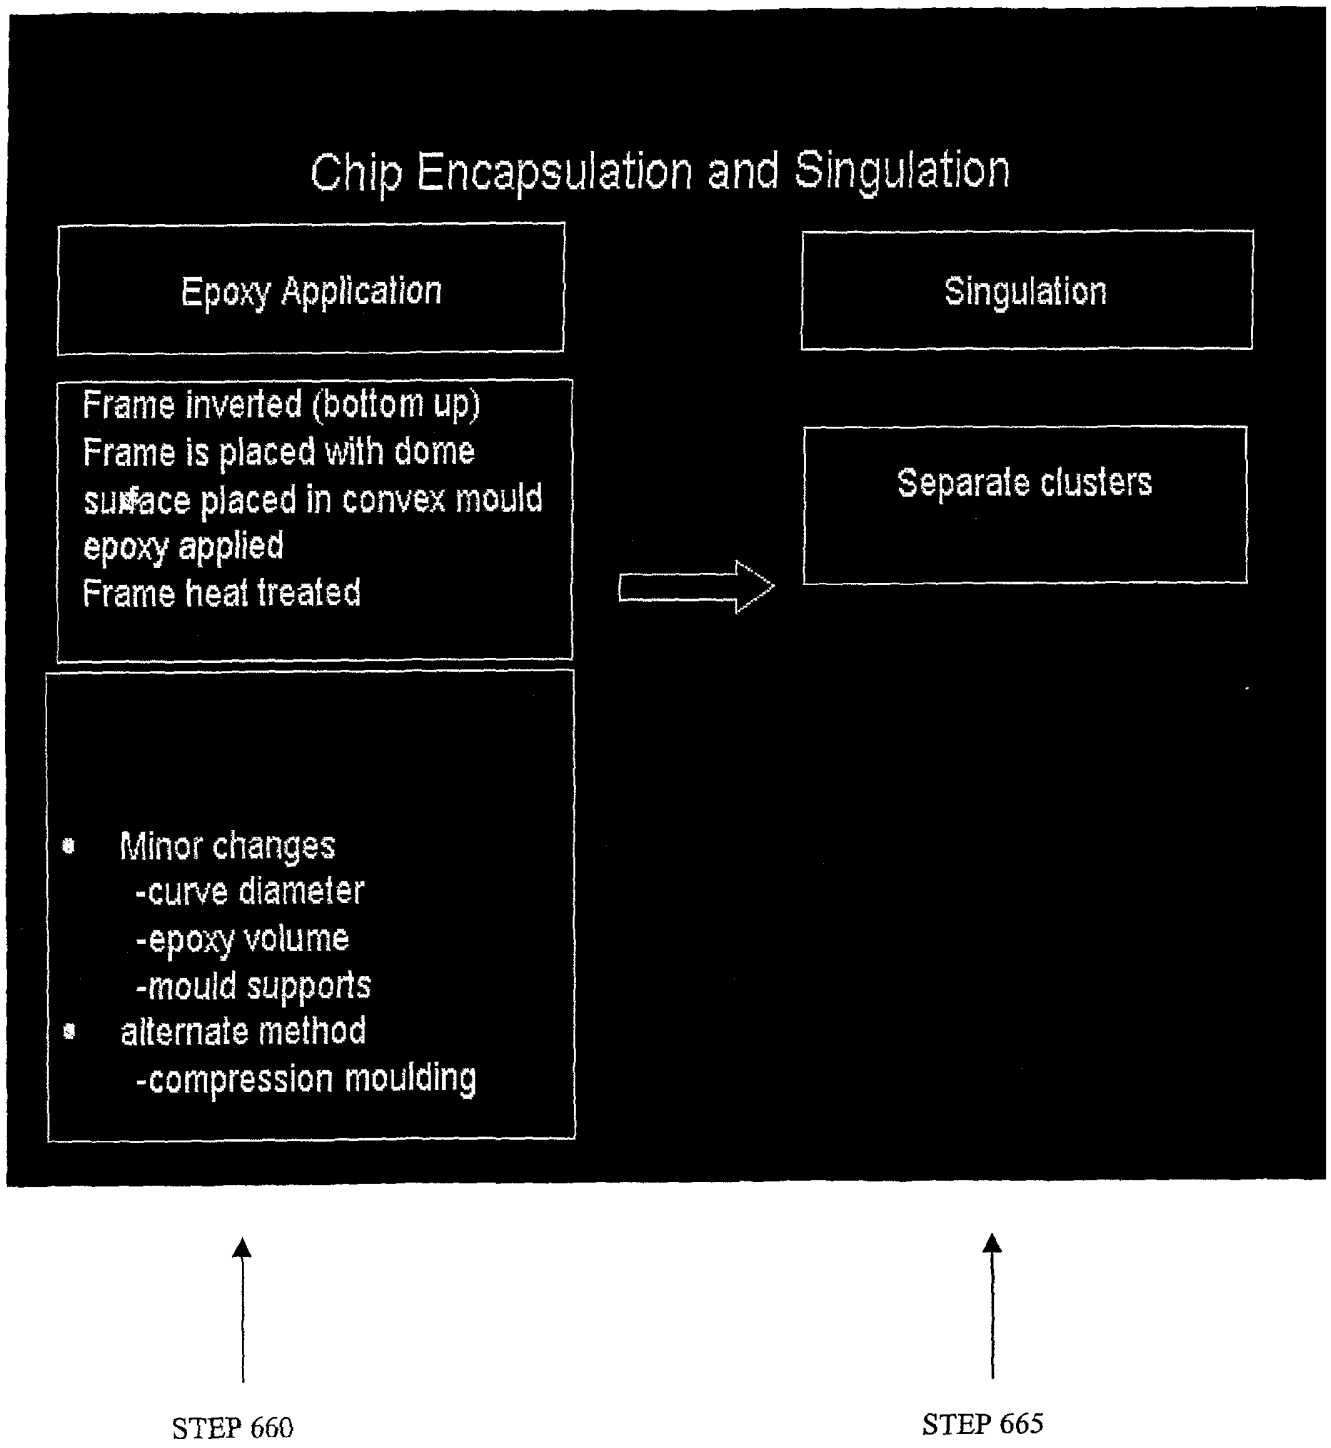 Chip Encapsulation and Singulation
Epoxy Application
Frame inverted (bottom up)
Frame is placed with dome
surface placed in convex mould
epoxy applied
Frame heat treated
• Minor changes
-curve diameter
-epoxy volume
-mould supports
• alternate method
-compression moulding
Singulation
Separate clusters
STEP 660
STEP 665